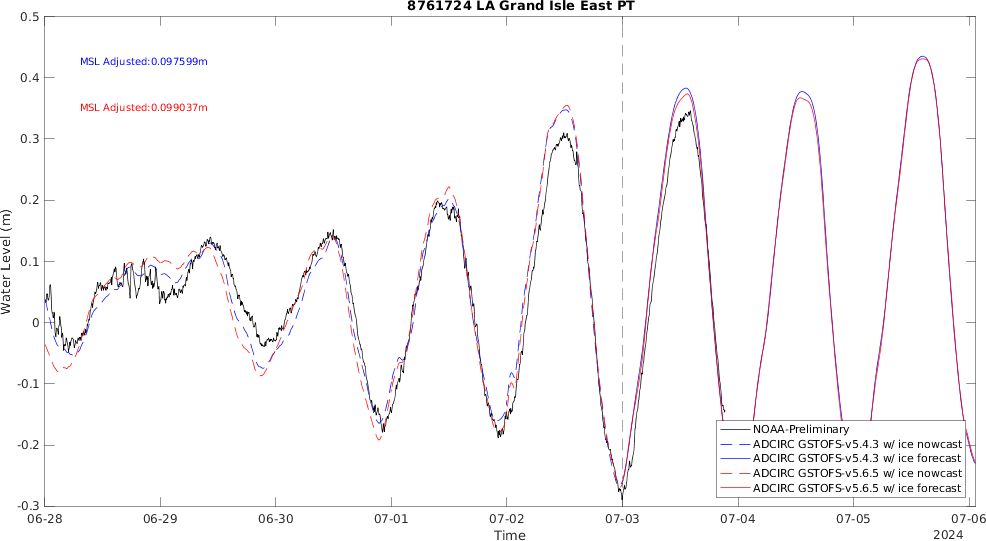 8761724 LA Grand Isle East PT
MSL Adjusted:0.097599m
MSL Adjusted:0.099037m
Water Level (m)
0.5
0.4
0.3
0.2
0.1
0
-0.1
-0.2
-0.3
NOAA-Preliminary
ADCIRC GSTOFS-v5.4.3 w/ ice nowcast
ADCIRC GSTOFS-v5.4.3 w/ ice forecast
ADCIRC GSTOFS-v5.6.5 w/ ice nowcast
ADCIRC GSTOFS-v5.6.5 w/ ice forecast
06-28 06-29 06-30 07-01 07-02 07-03 07-04 07-05 07-06
Time
2024